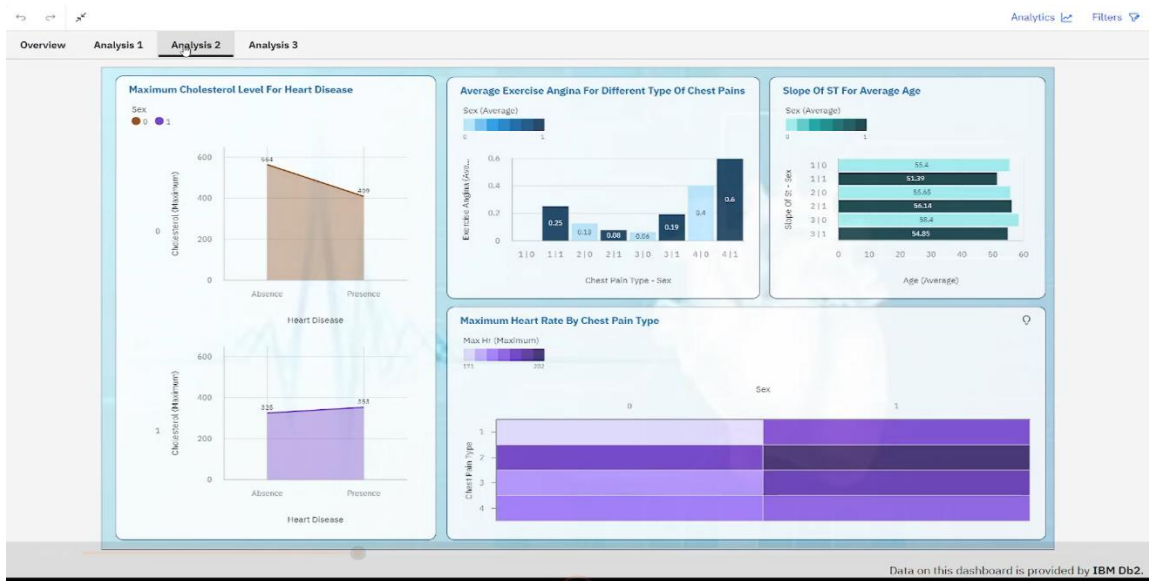 Analytics Filters
Overview Analysis 1 Analysis 2 Analysis 3
Maximum Cholesterol Level For Heart Disease
Sex
0 1
Cholesterol (Maximum)
600
400
200
0
564
409
0
Absence Presence
Heart Disease
Cholesterol (Maximum)
600
400
200
0
325
353
1
Absence Presence
Heart Disease
Average Exercise Angina For Different Type Of Chest Pains
Sex (Average)
0 1
Exercise Angina (Ave...
0.6
0.4
0.2
0
0.25 0.13 0.08 0.06 0.19 0.4 0.6
1|0 1|1 2|0 2|1 3|0 3|1 4|0 4|1
Chest Pain Type - Sex
Slope Of ST For Average Age
Sex (Average)
0 1
Slope Of St - Sex
1|0 55.4
1|1 51.39
2|0 55.65
2|1 56.14
3|0 58.4
3|1 54.85
0 10 20 30 40 50 60
Age (Average)
Maximum Heart Rate By Chest Pain Type
Max Hr (Maximum)
171 202
Sex
0 1
Chest Pain Type
1
2
3
4
Data on this dashboard is provided by IBM Db2.